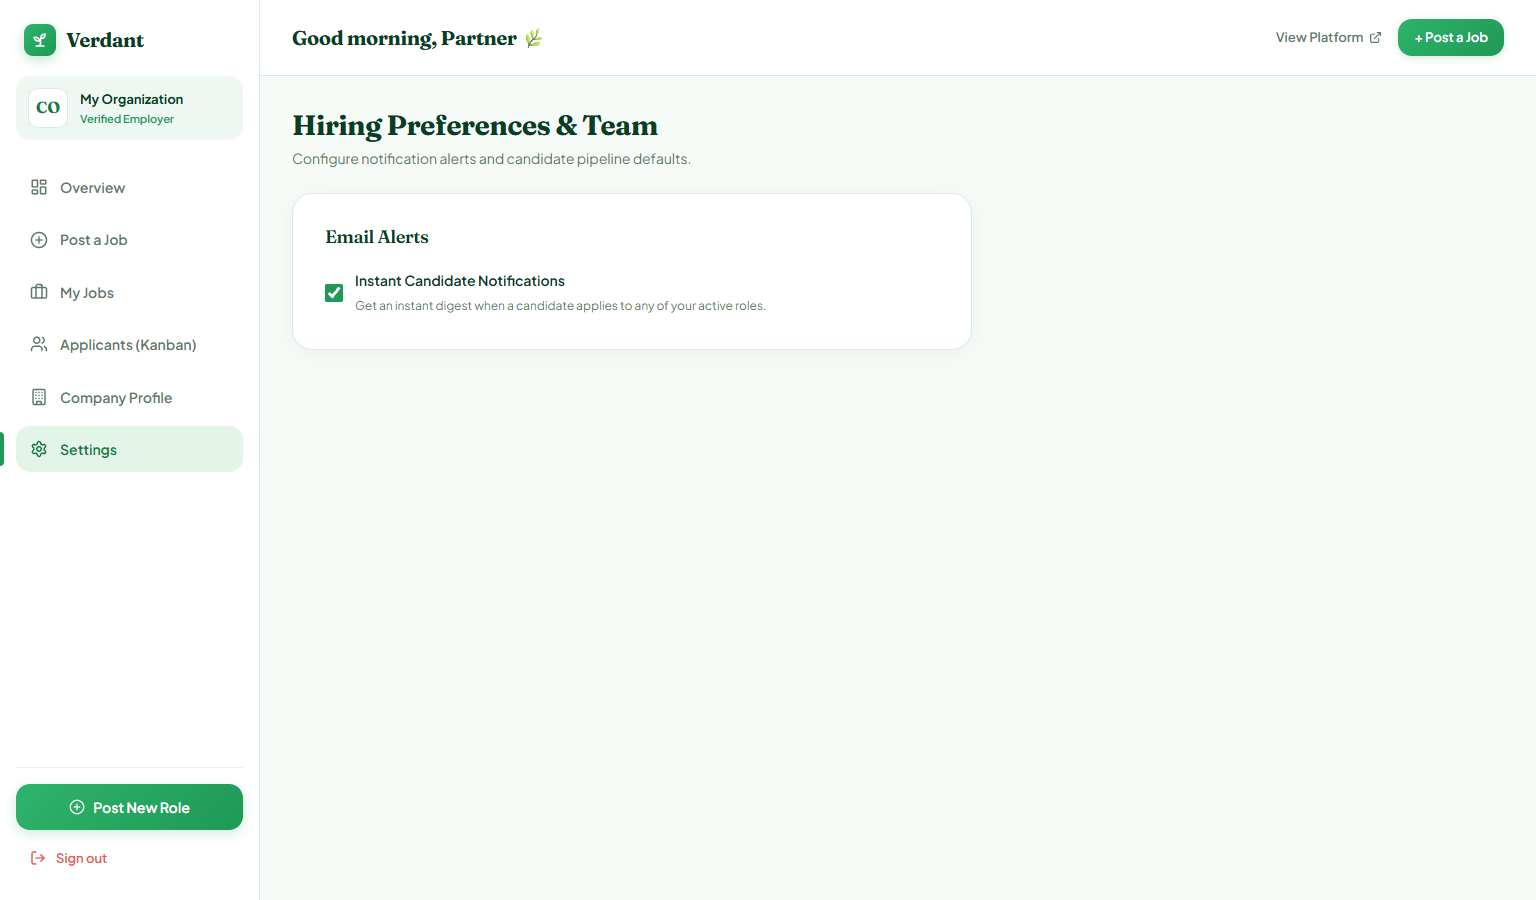 Verdant
CO
My Organization
Verified Employer
Overview
Post a Job
My Jobs
Applicants (Kanban)
Company Profile
Settings
Post New Role
Sign out
Good morning, Partner 🌿
View Platform
+ Post a Job
Hiring Preferences & Team
Configure notification alerts and candidate pipeline defaults.
Email Alerts
Instant Candidate Notifications
Get an instant digest when a candidate applies to any of your active roles.